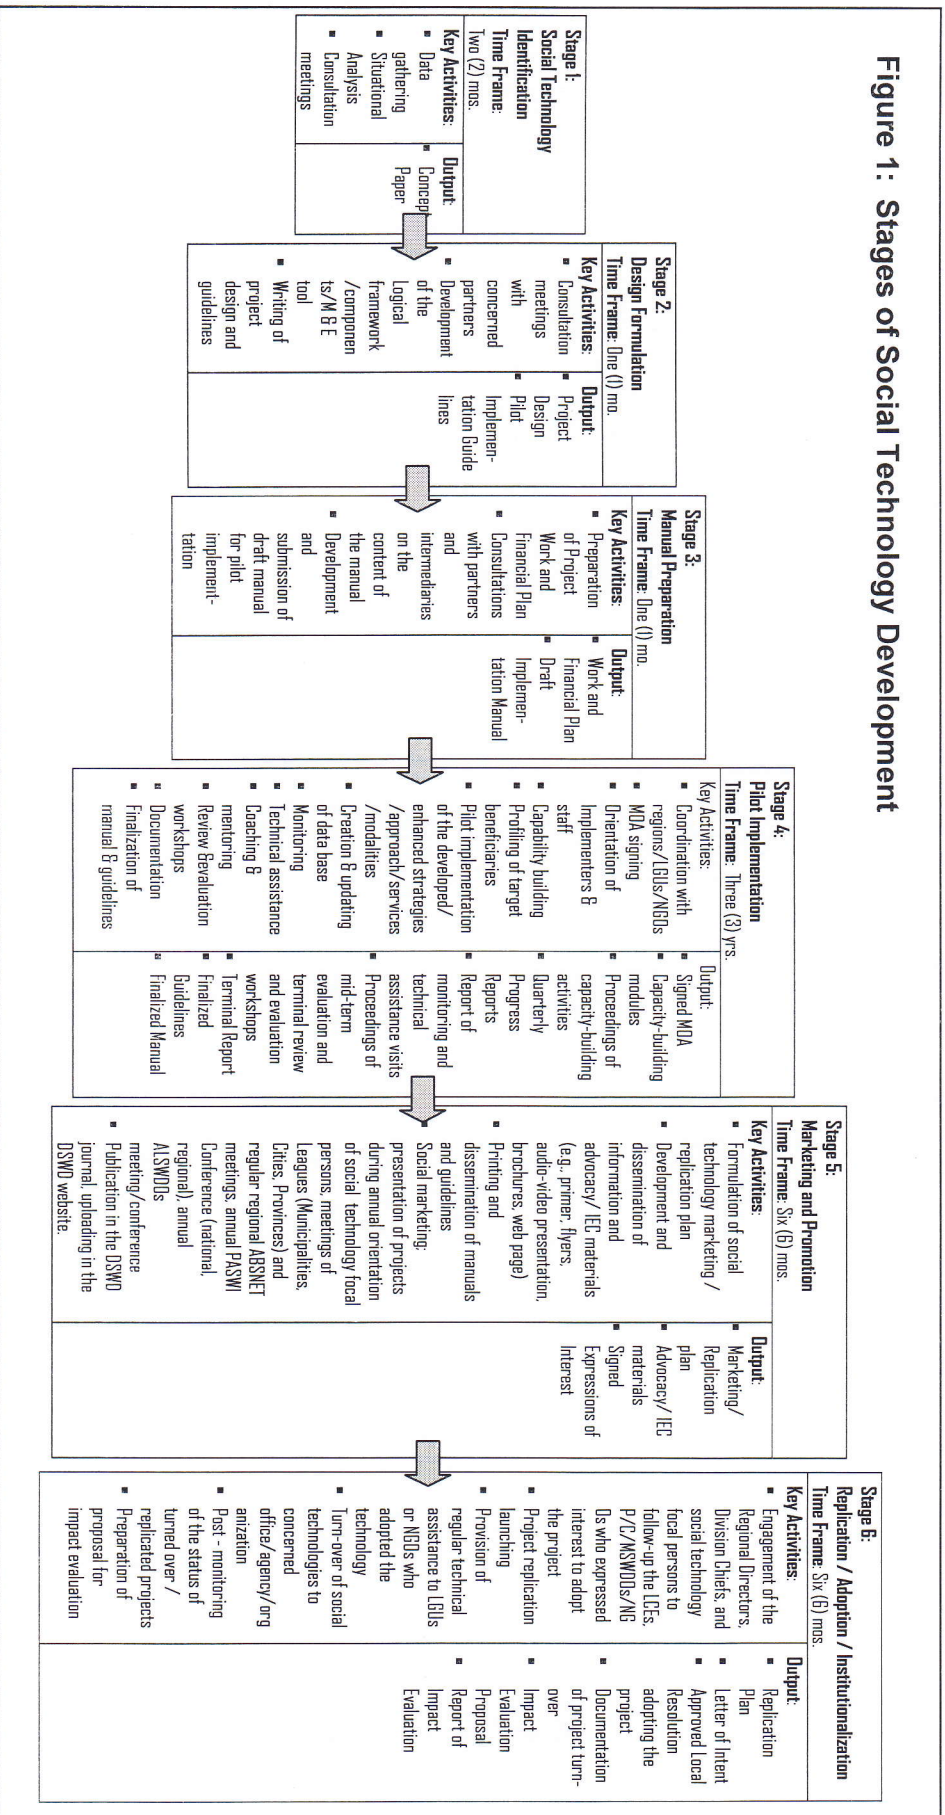 Figure 1:  Stages of Social Technology Development
Stage 1:
Social Technology
Identification
Time Frame:
Two (2) mos.
Key Activities:
▪ Data
gathering
▪ Situational
Analysis
▪ Consultation
meetings
Output:
▪ Concept
Paper
Stage 2:
Design Formulation
Time Frame: One (1) mo.
Key Activities:
▪ Consultation
meetings
with
concerned
partners
▪ Development
of the
Logical
framework
/componen
ts/M & E
tool
▪ Writing of
project
design and
guidelines
Output:
▪ Project
Design
▪ Pilot
Implemen-
tation Guide
lines
Stage 3:
Manual Preparation
Time Frame: One (1) mo.
Key Activities:
▪ Preparation
of Project
Work and
Financial Plan
▪ Consultations
with partners
and
intermediaries
on the
content of
the manual
▪ Development
and
submission of
draft manual
for pilot
implement-
tation
Output:
▪ Work and
Financial Plan
▪ Draft
Implemen-
tation Manual
Stage 4:
Pilot Implementation
Time Frame: Three (3) yrs.
Key Activities:
▪ Coordination with
regions/LGUs/NGOs
▪ MOA signing
▪ Orientation of
Implementers &
staff
▪ Capability building
▪ Profiling of target
beneficiaries
▪ Pilot implementation
of the developed/
enhanced strategies
/approach/services
/modalities
▪ Creation & updating
of data base
▪ Monitoring
▪ Technical assistance
▪ Coaching &
mentoring
▪ Review &evaluation
workshops
▪ Documentation
▪ Finalization of
manual & guidelines
Output:
▪ Signed MOA
▪ Capacity-building
modules
▪ Proceedings of
capacity-building
activities
▪ Quarterly
Progress
Reports
▪ Report of
monitoring and
technical
assistance visits
▪ Proceedings of
mid-term
evaluation and
terminal review
and evaluation
workshops
▪ Terminal Report
▪ Finalized
Guidelines
▪ Finalized Manual
Stage 5:
Marketing and Promotion
Time Frame: Six (6) mos.
Key Activities:
▪ Formulation of social
technology marketing /
replication plan
▪ Development and
dissemination of
information and
advocacy/ IEC materials
(e.g., primer, flyers,
audio-video presentation,
brochures, web page)
▪ Printing and
dissemination of manuals
and guidelines
▪ Social marketing;
presentation of projects
during annual orientation
of social technology focal
persons, meetings of
Leagues (Municipalities,
Cities, Provinces) and
regular regional ABSNET
meetings, annual PASWI
Conference (national,
regional), annual
ALSWDOs
meeting/conference
▪ Publication in the DSWD
journal, uploading in the
DSWD website.
Output:
▪ Marketing/
Replication
plan
▪ Advocacy/ IEC
materials
▪ Signed
Expressions of
Interest
Stage 6:
Replication / Adoption / Institutionalization
Time Frame: Six (6) mos.
Key Activities:
▪ Engagement of the
Regional Directors,
Division Chiefs, and
social technology
focal persons to
follow-up the LCEs,
P/C/MSWDOs/NG
Os who expressed
interest to adopt
the project
▪ Project replication
launching
▪ Provision of
regular technical
assistance to LGUs
or NGOs who
adopted the
technology
▪ Turn-over of social
technologies to
concerned
office/agency/org
anization
▪ Post - monitoring
of the status of
turned over /
replicated projects
▪ Preparation of
proposal for
impact evaluation
Output:
▪ Replication
Plan
▪ Letter of Intent
▪ Approved Local
Resolution
adopting the
project
▪ Documentation
of project turn-
over
▪ Impact
Evaluation
Proposal
▪ Report of
Impact
Evaluation